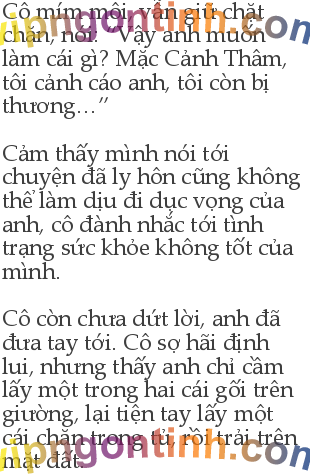 Cô mím môi, vẫn giữ chặt
chăn, nói: “Vậy anh muốn
làm cái gì? Mặc Cảnh Thâm,
tôi cảnh cáo anh, tôi còn bị
thương…”
Cảm thấy mình nói tới
chuyện đã ly hôn cũng không
thể làm dịu đi dục vọng của
anh, cô đành nhắc tới tình
trạng sức khỏe không tốt của
mình.
Cô còn chưa dứt lời, anh đã
đưa tay tới. Cô sợ hãi định
lui, nhưng thấy anh chỉ cầm
lấy một trong hai cái gối trên
giường, lại tiện tay lấy một
cái chăn trong tủ, rồi trải trên
mặt đất.
vipngontinh.com
vipngontinh.com